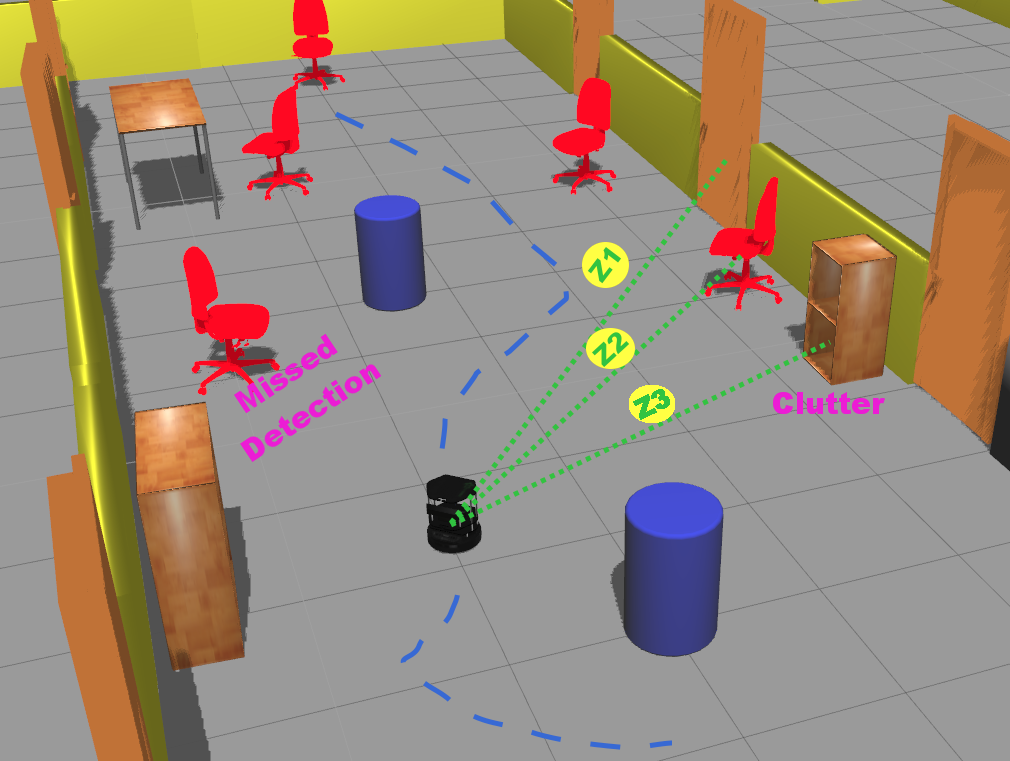 Z1
Z2
Z3
Missed
Detection
Clutter